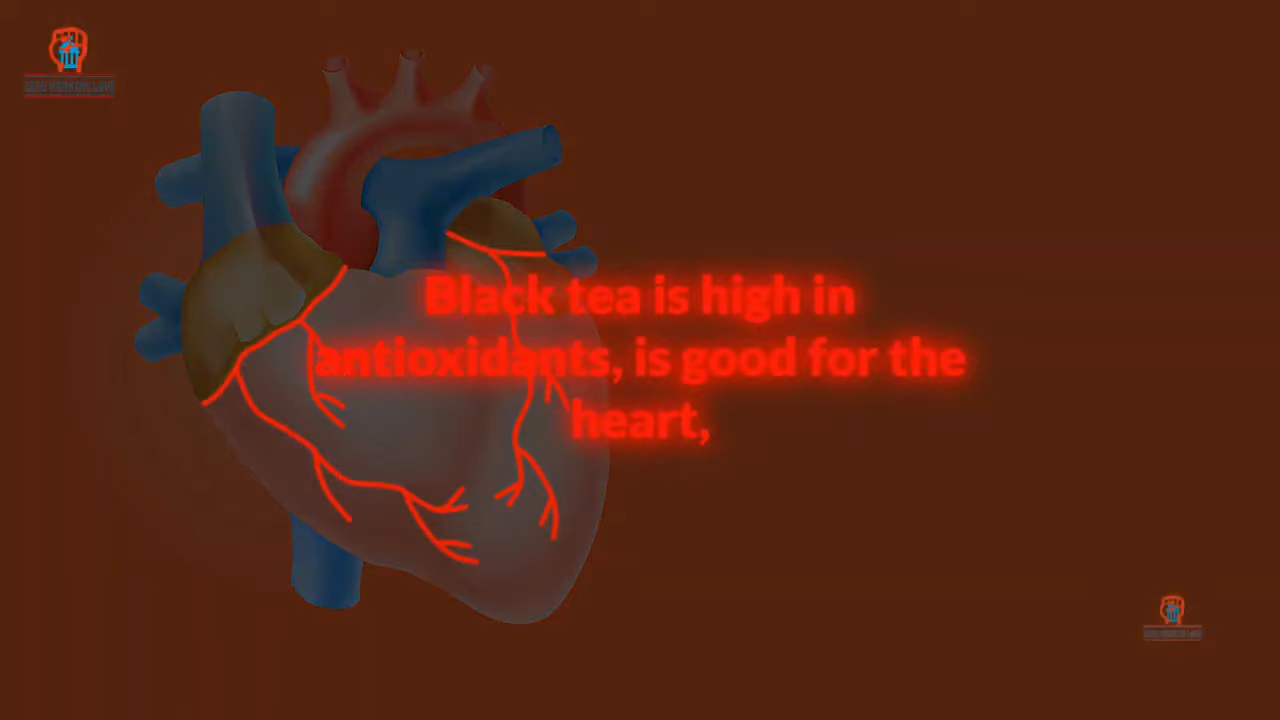 Black tea is high in
antioxidants, is good for the
heart,